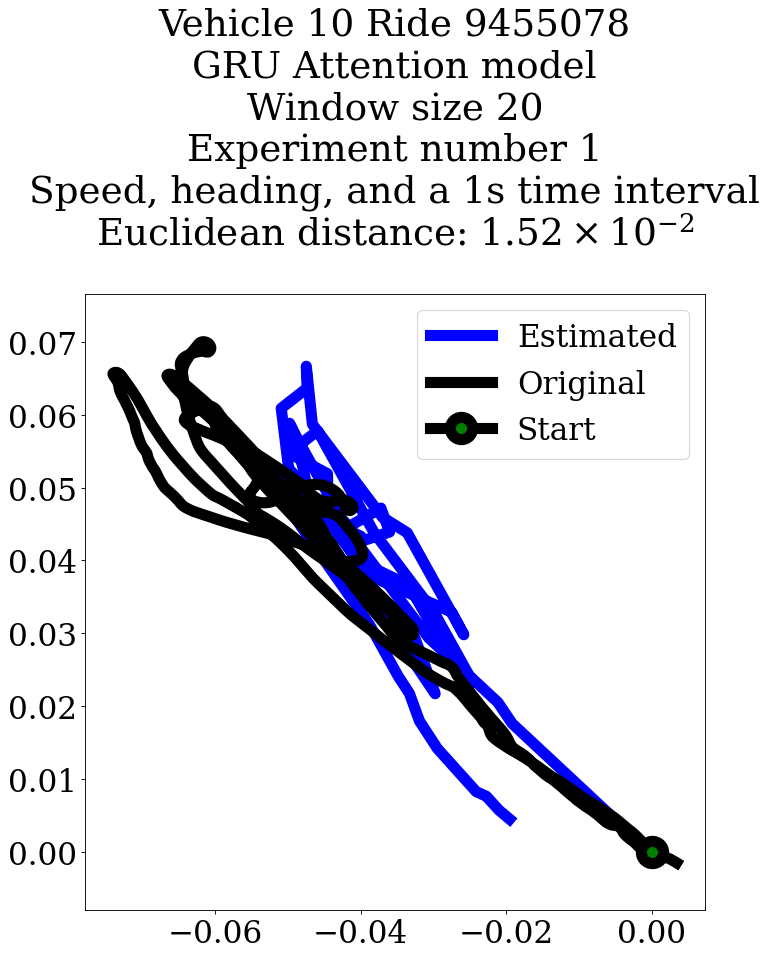 Vehicle 10 Ride 9455078
GRU Attention model
Window size 20
Experiment number 1
Speed, heading, and a 1s time interval
Euclidean distance: 1.52 × 10⁻²
Estimated
Original
Start
0.07
0.06
0.05
0.04
0.03
0.02
0.01
0.00
−0.06 −0.04 −0.02 0.00